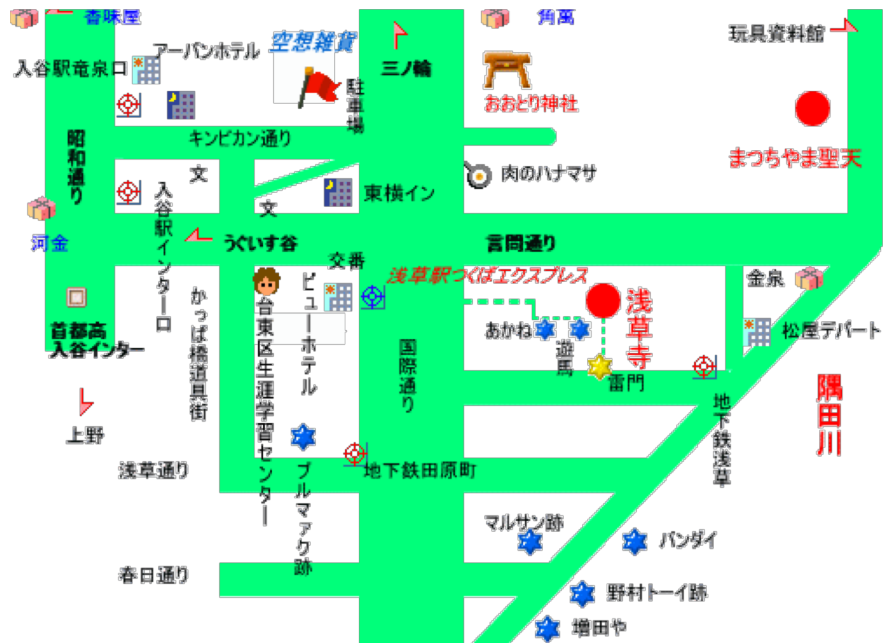 香味屋
角萬
空想雑貨
玩具資料館
アーバンホテル
入谷駅竜泉口
三ノ輪
駐車場
おおとり神社
昭和通り
キンビカン通り
まつちやま聖天
文
肉のハナマサ
入谷駅インター口
東横イン
文
河金
うぐいす谷
言問通り
交番
浅草駅つくばエクスプレス
金泉
ビューホテル
かっぱ橋道具街
台東区生涯学習センター
浅草寺
あかね
遊馬
松屋デパート
首都高
入谷インター
国際通り
雷門
隅田川
地下鉄浅草
上野
浅草通り
地下鉄田原町
ブルマァク跡
マルサン跡
バンダイ
春日通り
野村トーイ跡
増田や